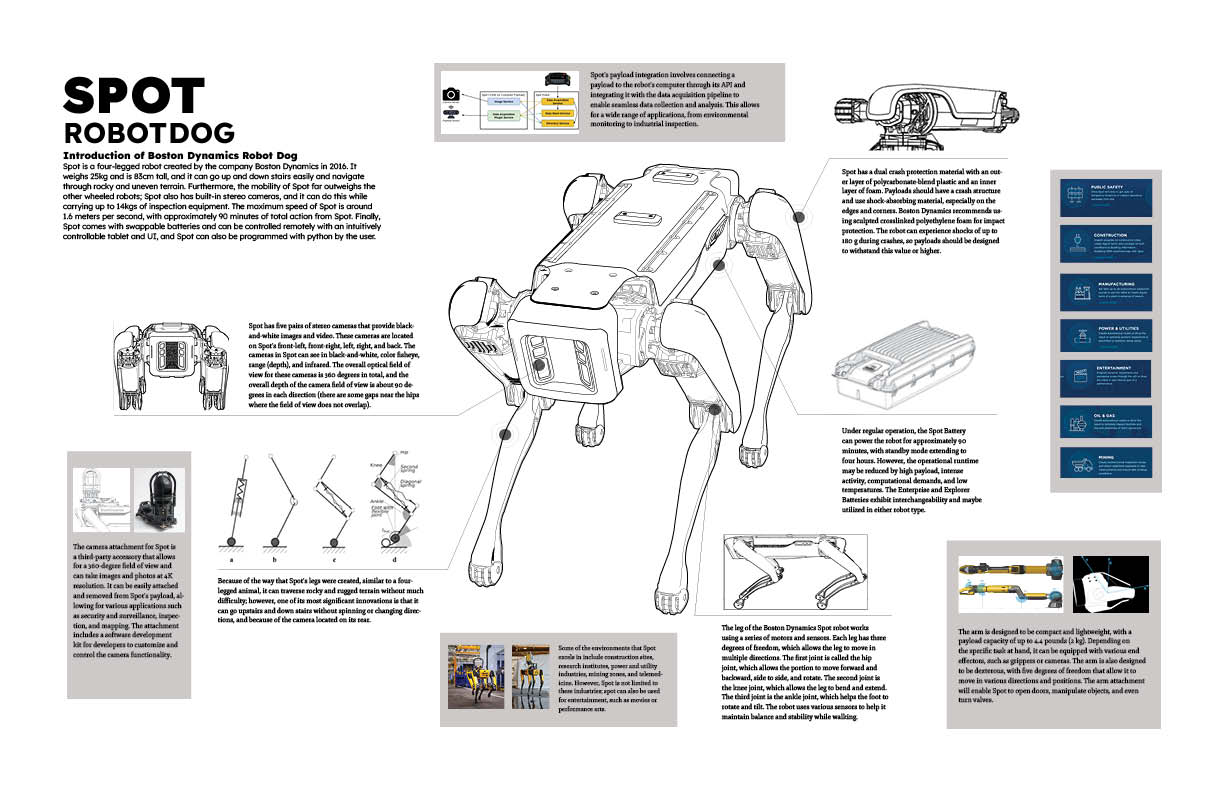 SPOT
ROBOTDOG
Introduction of Boston Dynamics Robot Dog
Spot is a four-legged robot created by the company Boston Dynamics in 2016. It
weighs 25kg and is 83cm tall, and it can go up and down stairs easily and navigate
through rocky and uneven terrain. Furthermore, the mobility of Spot far outweighs the
other wheeled robots; Spot also has built-in stereo cameras, and it can do this while
carrying up to 14kgs of inspection equipment. The maximum speed of Spot is around
1.6 meters per second, with approximately 90 minutes of total action from Spot. Finally,
Spot comes with swappable batteries and can be controlled remotely with an intuitively
controllable tablet and UI, and Spot can also be programmed with python by the user.
Spot's payload integration involves connecting a
payload to the robot's computer through its API and
integrating it with the data acquisition pipeline to
enable seamless data collection and analysis. This allows
for a wide range of applications, from environmental
monitoring to industrial inspection.
Spot has a dual crash protection material with an out-
er layer of polycarbonate-blend plastic and an inner
layer of foam. Payloads should have a crash structure
and use shock-absorbing material, especially on the
edges and corners. Boston Dynamics recommends us-
ing sculpted crosslinked polyethylene foam for impact
protection. The robot can experience shocks of up to
180 g during crashes, so payloads should be designed
to withstand this value or higher.
PUBLIC SAFETY
CONSTRUCTION
MANUFACTURING
POWER & UTILITIES
ENTERTAINMENT
OIL & GAS
MINING
Spot has five pairs of stereo cameras that provide black-
and-white images and video. These cameras are located
on Spot's front-left, front-right, left, right, and back. The
cameras in Spot can see in black-and-white, color fisheye,
range (depth), and infrared. The overall optical field of
view for these cameras is 360 degrees in total, and the
overall depth of the camera field of view is about 90 de-
grees in each direction (there are some gaps near the hips
where the field of view does not overlap).
Under regular operation, the Spot Battery
can power the robot for approximately 90
minutes, with standby mode extending to
four hours. However, the operational runtime
may be reduced by high payload, intense
activity, computational demands, and low
temperatures. The Enterprise and Explorer
Batteries exhibit interchangeability and maybe
utilized in either robot type.
Hip
Knee
Second
spring
Diagonal
spring
Ankle
Foot with
flexible
joint
a b c d
Because of the way that Spot's legs were created, similar to a four-
legged animal, it can traverse rocky and rugged terrain without much
difficulty; however, one of its most significant innovations is that it
can go upstairs and down stairs without spinning or changing direc-
tions, and because of the camera located on its rear.
The camera attachment for Spot is
a third-party accessory that allows
for a 360-degree field of view and
can take images and photos at 4K
resolution. It can be easily attached
and removed from Spot's payload, al-
lowing for various applications such
as security and surveillance, inspec-
tion, and mapping. The attachment
includes a software development
kit for developers to customize and
control the camera functionality.
Some of the environments that Spot
excels in include construction sites,
research institutes, power and utility
industries, mining zones, and telemed-
icine. However, Spot is not limited to
these industries; spot can also be used
for entertainment, such as movies or
performance arts.
The leg of the Boston Dynamics Spot robot works
using a series of motors and sensors. Each leg has three
degrees of freedom, which allows the leg to move in
multiple directions. The first joint is called the hip
joint, which allows the portion to move forward and
backward, side to side, and rotate. The second joint is
the knee joint, which allows the leg to bend and extend.
The third joint is the ankle joint, which helps the foot to
rotate and tilt. The robot uses various sensors to help it
maintain balance and stability while walking.
The arm is designed to be compact and lightweight, with a
payload capacity of up to 4.4 pounds (2 kg). Depending on
the specific task at hand, it can be equipped with various end
effectors, such as grippers or cameras. The arm is also designed
to be dexterous, with five degrees of freedom that allow it to
move in various directions and positions. The arm attachment
will enable Spot to open doors, manipulate objects, and even
turn valves.